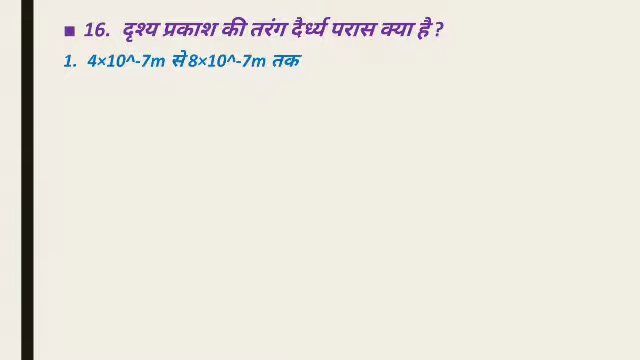 16. दृश्य प्रकाश की तरंग दैर्ध्य परास क्या है ?
1. 4×10^-7m से 8×10^-7m तक